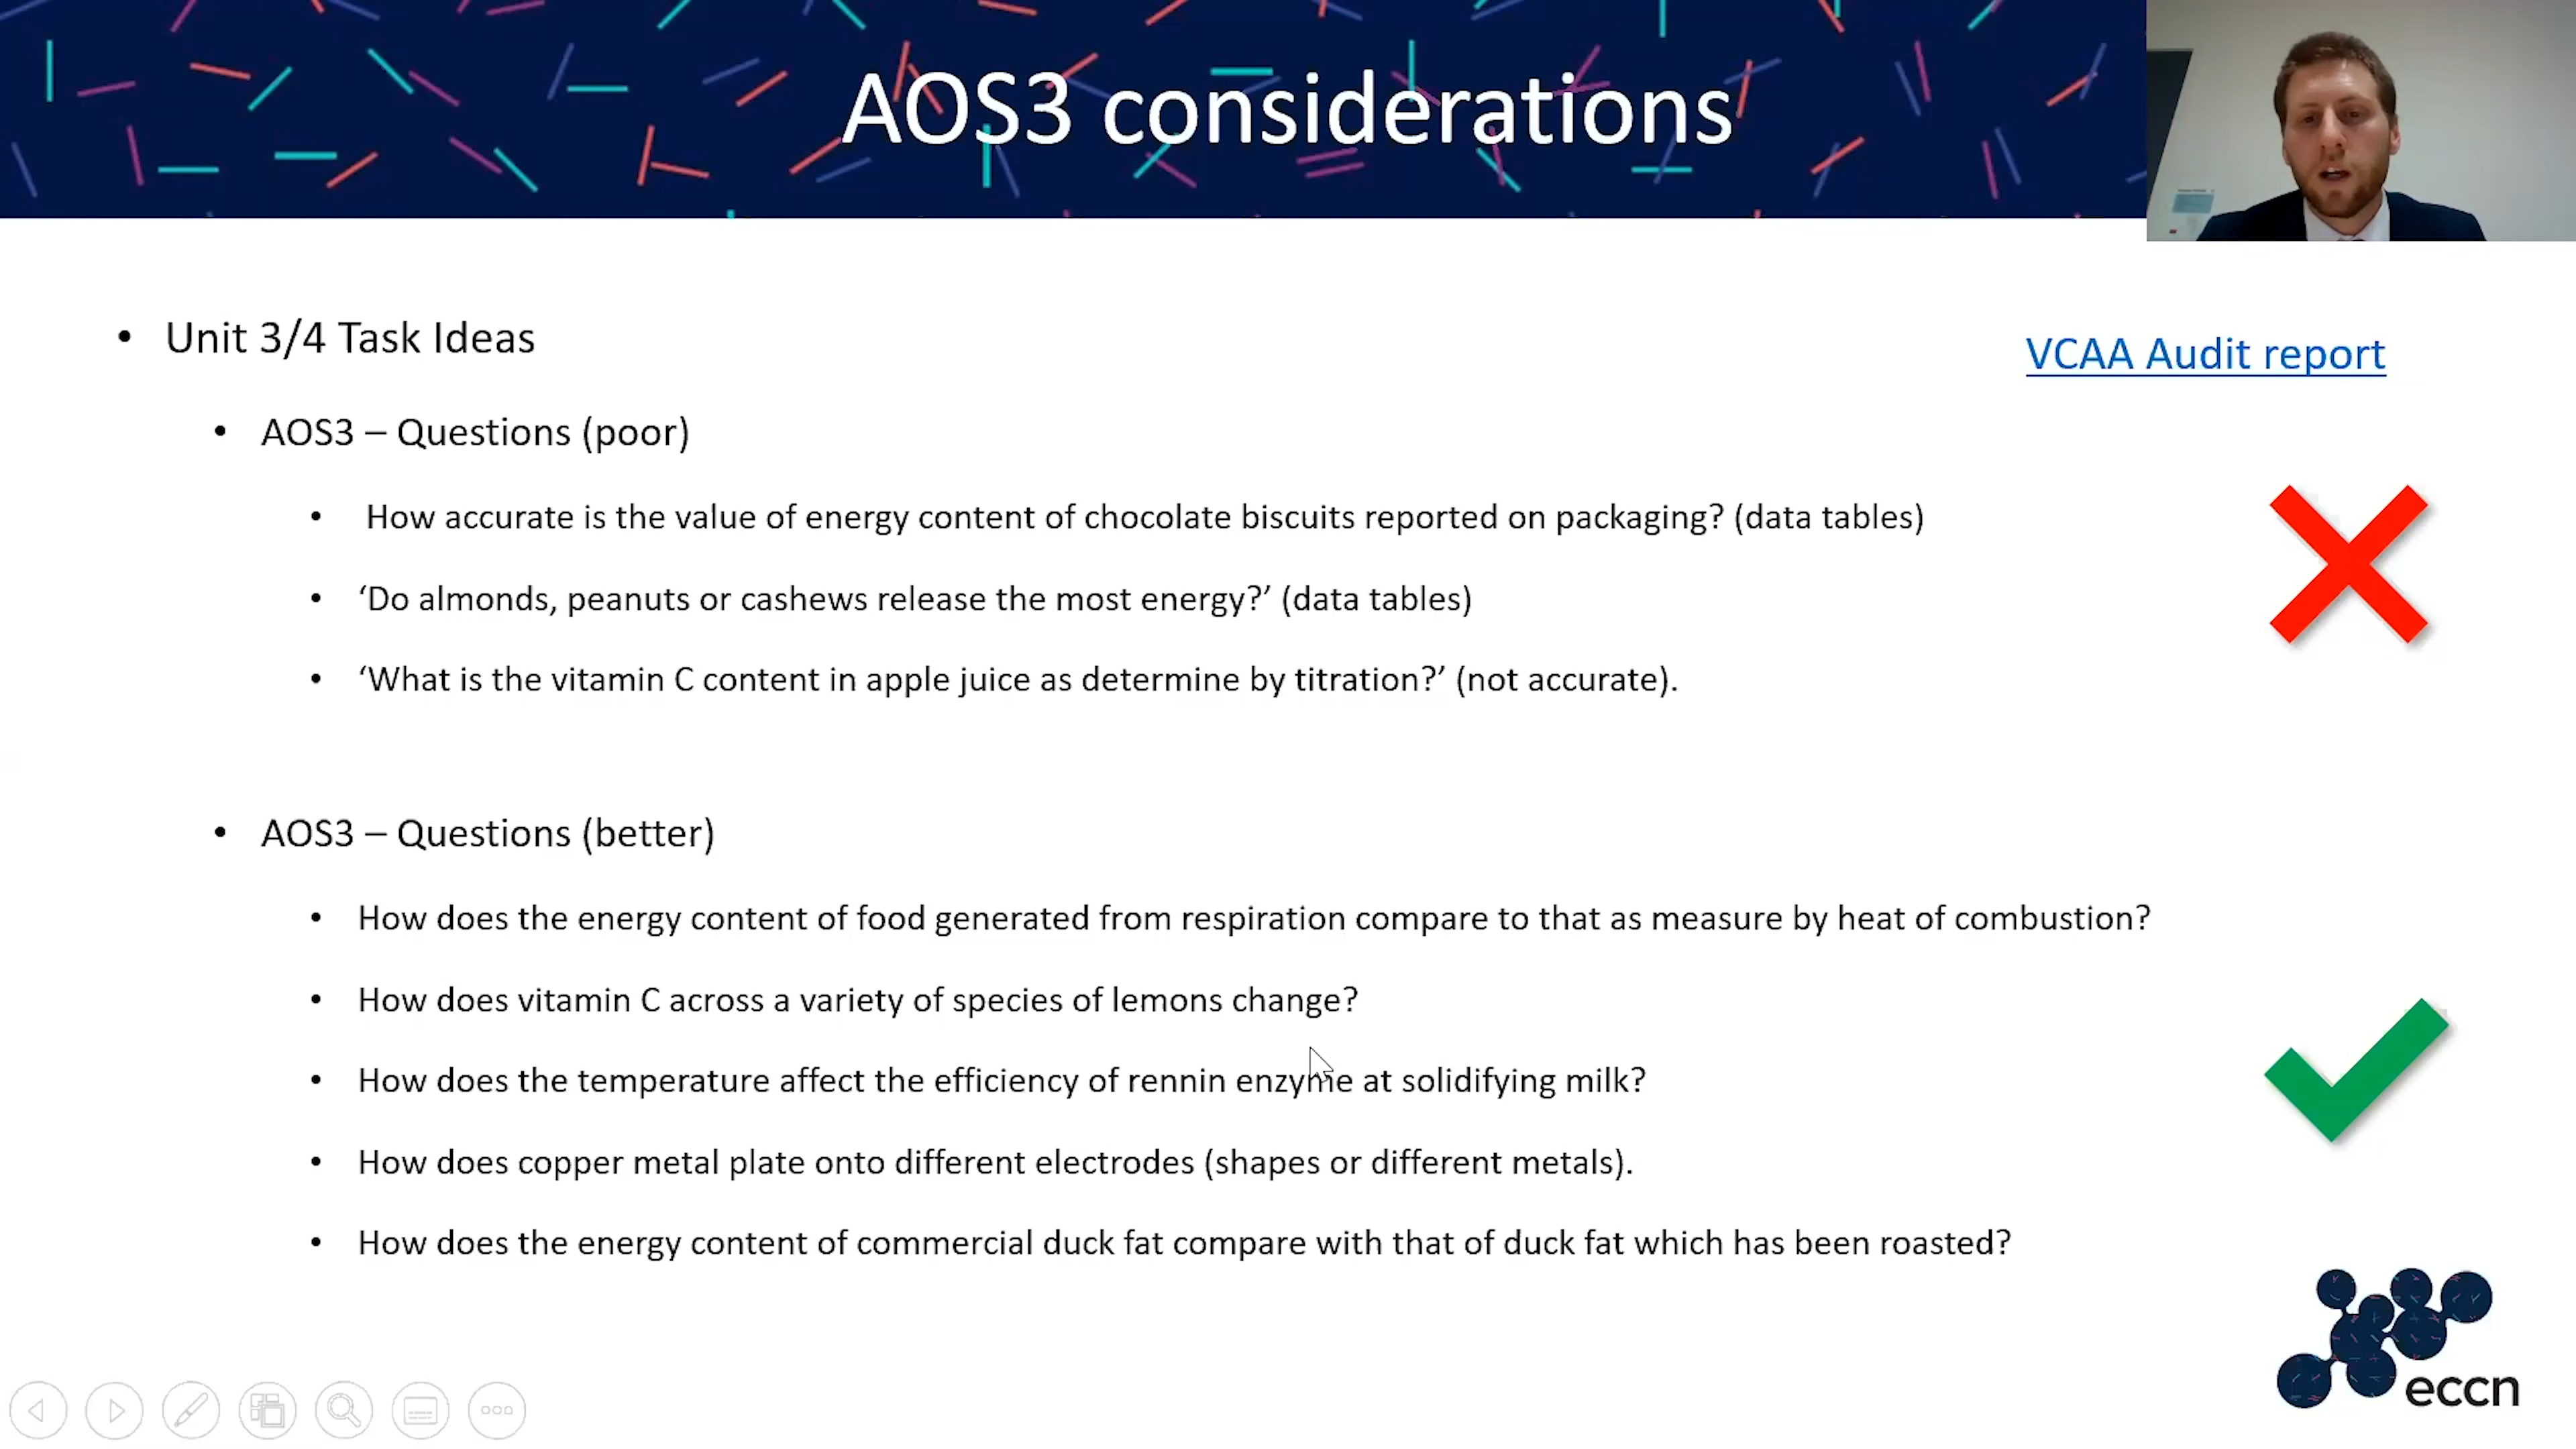 AOS3 considerations
• Unit 3/4 Task Ideas
VCAA Audit report
• AOS3 – Questions (poor)
• How accurate is the value of energy content of chocolate biscuits reported on packaging? (data tables)
• ‘Do almonds, peanuts or cashews release the most energy?’ (data tables)
• ‘What is the vitamin C content in apple juice as determine by titration?’ (not accurate).
• AOS3 – Questions (better)
• How does the energy content of food generated from respiration compare to that as measure by heat of combustion?
• How does vitamin C across a variety of species of lemons change?
• How does the temperature affect the efficiency of rennin enzyme at solidifying milk?
• How does copper metal plate onto different electrodes (shapes or different metals).
• How does the energy content of commercial duck fat compare with that of duck fat which has been roasted?
eccn